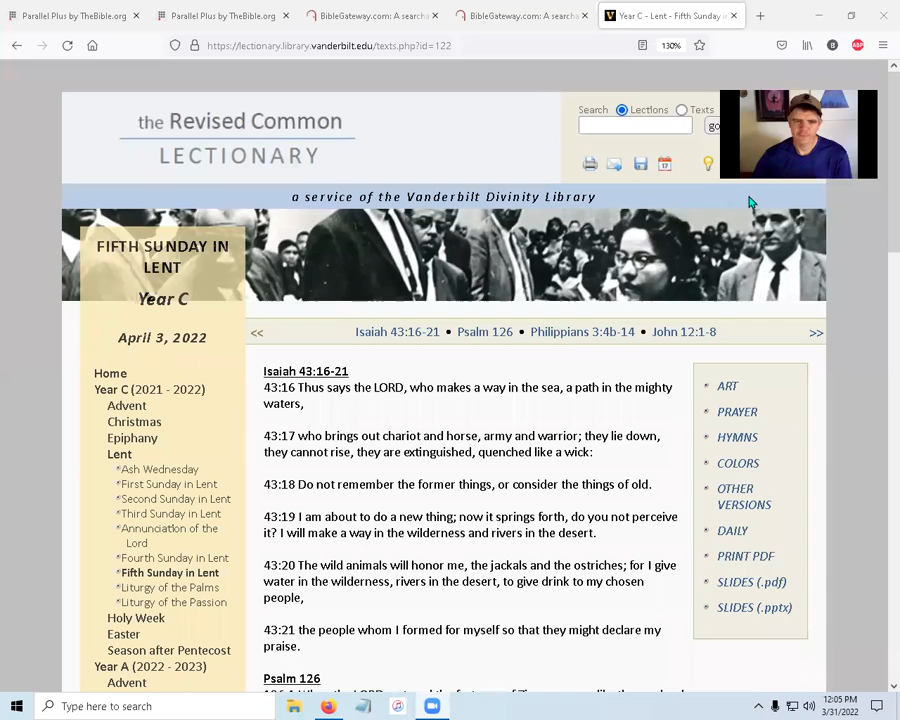 Parallel Plus by TheBible.org
Parallel Plus by TheBible.org
BibleGateway.com: A search
BibleGateway.com: A search
Year C - Lent - Fifth Sunday in
https://lectionary.library.vanderbilt.edu/texts.php?id=122
130%
the Revised Common
LECTIONARY
Search Lections Texts
go
a service of the Vanderbilt Divinity Library
FIFTH SUNDAY IN
LENT
Year C
April 3, 2022
<< Isaiah 43:16-21 • Psalm 126 • Philippians 3:4b-14 • John 12:1-8 >>
Home
Year C (2021 - 2022)
Advent
Christmas
Epiphany
Lent
Ash Wednesday
First Sunday in Lent
Second Sunday in Lent
Third Sunday in Lent
Annunciation of the
Lord
Fourth Sunday in Lent
Fifth Sunday in Lent
Liturgy of the Palms
Liturgy of the Passion
Holy Week
Easter
Season after Pentecost
Year A (2022 - 2023)
Advent
Isaiah 43:16-21
43:16 Thus says the LORD, who makes a way in the sea, a path in the mighty
waters,
43:17 who brings out chariot and horse, army and warrior; they lie down,
they cannot rise, they are extinguished, quenched like a wick:
43:18 Do not remember the former things, or consider the things of old.
43:19 I am about to do a new thing; now it springs forth, do you not perceive
it? I will make a way in the wilderness and rivers in the desert.
43:20 The wild animals will honor me, the jackals and the ostriches; for I give
water in the wilderness, rivers in the desert, to give drink to my chosen
people,
43:21 the people whom I formed for myself so that they might declare my
praise.
Psalm 126
ART
PRAYER
HYMNS
COLORS
OTHER
VERSIONS
DAILY
PRINT PDF
SLIDES (.pdf)
SLIDES (.pptx)
Type here to search
12:05 PM
3/31/2022